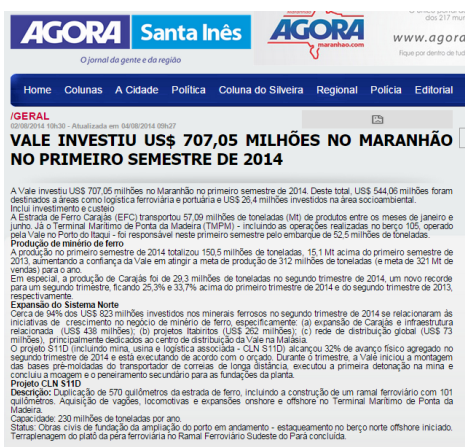 AGORA Santa Inês
O jornal da gente e da região
AGORA
maranhao.com
dos 217 mun
www.agora
Fique por dentro de tud
Home Colunas A Cidade Política Coluna do Silveira Regional Polícia Editorial
/GERAL
02/08/2014 10h30 - Atualizada em 04/08/2014 09h27
VALE INVESTIU US$ 707,05 MILHÕES NO MARANHÃO
NO PRIMEIRO SEMESTRE DE 2014
A Vale investiu US$ 707,05 milhões no Maranhão no primeiro semestre de 2014. Deste total, US$ 544,06 milhões foram
destinados a áreas como logística ferroviária e portuária e US$ 26,4 milhões investidos na área socioambiental.
Inclui investimento e custeio
A Estrada de Ferro Carajás (EFC) transportou 57,09 milhões de toneladas (Mt) de produtos entre os meses de janeiro e
junho. Já o Terminal Marítimo de Ponta da Madeira (TMPM) - incluindo as operações realizadas no berço 105, operado
pela Vale no Porto do Itaqui - foi responsável neste primeiro semestre pelo embarque de 52,5 milhões de toneladas.
Produção de minério de ferro
A produção no primeiro semestre de 2014 totalizou 150,5 milhões de toneladas, 15,1 Mt acima do primeiro semestre de
2013, aumentando a confiança da Vale em atingir a meta de produção de 312 milhões de toneladas (e meta de 321 Mt de
vendas) para o ano.
Em especial, a produção de Carajás foi de 29,3 milhões de toneladas no segundo trimestre de 2014, um novo recorde
para um segundo trimestre, ficando 25,3% e 33,7% acima do primeiro trimestre de 2014 e do segundo trimestre de 2013,
respectivamente.
Expansão do Sistema Norte
Cerca de 94% dos US$ 823 milhões investidos nos minerais ferrosos no segundo trimestre de 2014 se relacionaram ás
iniciativas de crescimento no negócio de minério de ferro, especificamente: (a) expansão de Carajás e infraestrutura
relacionada (US$ 438 milhões); (b) projetos Itabiritos (US$ 262 milhões); (c) rede de distribuição global (US$ 73
milhões), principalmente dedicados ao centro de distribuição da Vale na Malásia.
O projeto S11D (incluindo mina, usina e logística associada - CLN S11D) alcançou 32% de avanço físico agregado no
segundo trimestre de 2014 e está executando de acordo com o orçado. Durante o trimestre, a Vale iniciou a montagem
das bases pré-moldadas do transportador de correias de longa distância, executou a primeira detonação na mina e
concluiu a moagem e o peneiramento secundário para as fundações da planta.
Projeto CLN S11D
Descrição: Duplicação de 570 quilômetros da estrada de ferro, incluindo a construção de um ramal ferroviário com 101
quilômetros. Aquisição de vagões, locomotivas e expansões onshore e offshore no Terminal Marítimo de Ponta da
Madeira.
Capacidade: 230 milhões de toneladas por ano.
Status: Obras civis de fundação da ampliação do porto em andamento - estaqueamento no berço norte offshore iniciado.
Terraplenagem do platô da pera ferroviária no Ramal Ferroviário Sudeste do Pará concluída.